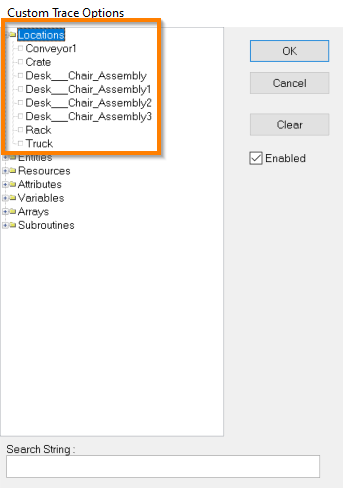 Custom Trace Options
Locations
Conveyor1
Crate
Desk___Chair_Assembly
Desk___Chair_Assembly1
Desk___Chair_Assembly2
Desk___Chair_Assembly3
Rack
Truck
Entities
Resources
Attributes
Variables
Arrays
Subroutines
OK
Cancel
Clear
Enabled
Search String :